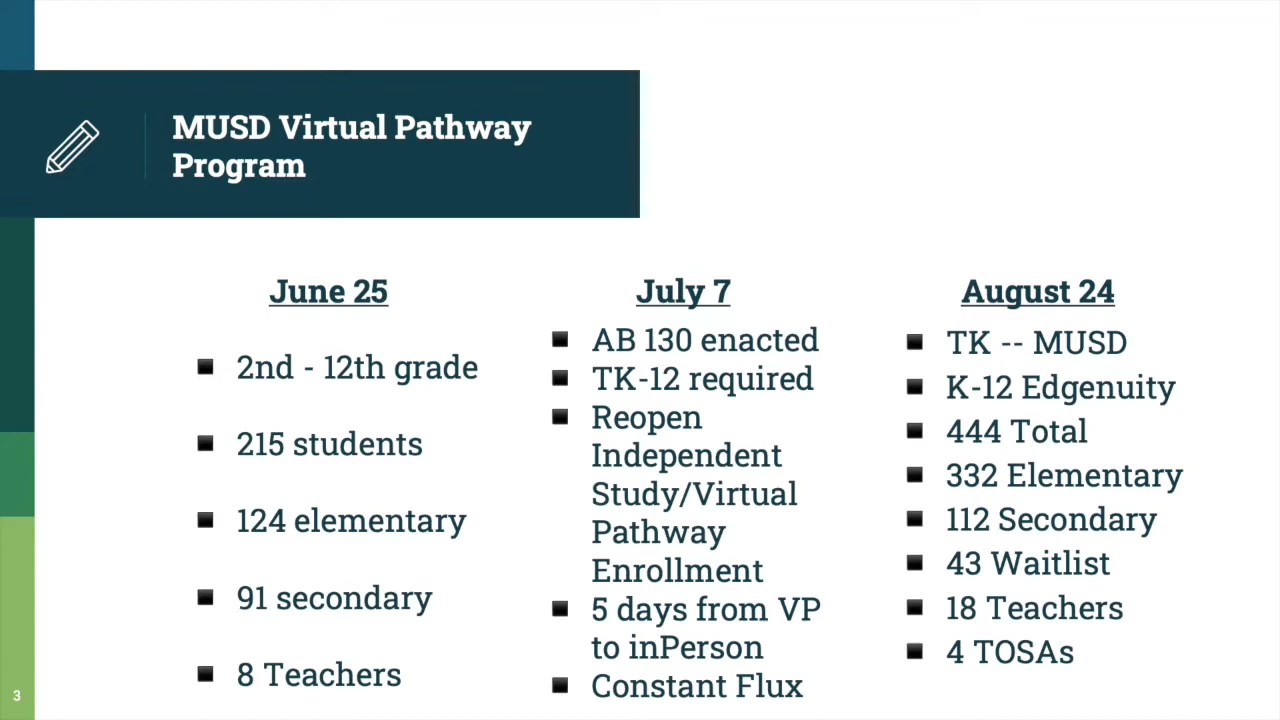 MUSD Virtual Pathway
Program
June 25
2nd - 12th grade
215 students
124 elementary
91 secondary
8 Teachers
July 7
AB 130 enacted
TK-12 required
Reopen
Independent
Study/Virtual
Pathway
Enrollment
5 days from VP
to inPerson
Constant Flux
August 24
TK -- MUSD
K-12 Edgenuity
444 Total
332 Elementary
112 Secondary
43 Waitlist
18 Teachers
4 TOSAs
3